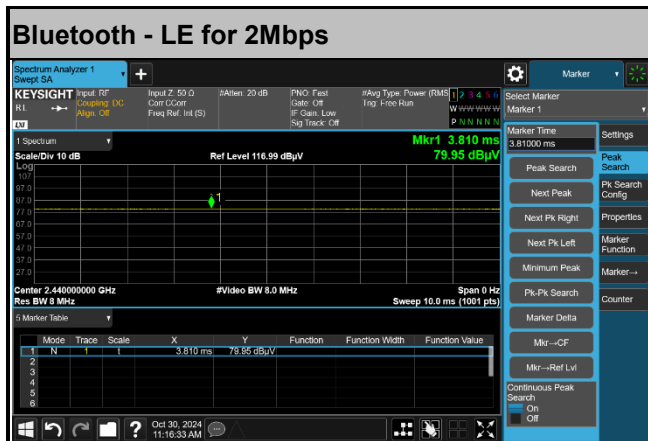 Bluetooth - LE for 2Mbps
Spectrum Analyzer 1
Swept SA
Marker
KEYSIGHT
RL
LXI
Input: RF
Coupling: DC
Align: Off
Input Z: 50 Ω
Corr CCorr
Freq Ref: Int (S)
#Atten: 20 dB
PNO: Fast
Gate: Off
IF Gain: Low
Sig Track: Off
#Avg Type: Power (RMS
Trig: Free Run
1 2 3 4 5 6
W W W W W W
P N N N N N
Select Marker
Marker 1
1 Spectrum
Mkr1 3.810 ms
79.95 dBµV
Scale/Div 10 dB
Ref Level 116.99 dBµV
Log
107
97.0
87.0
77.0
67.0
57.0
47.0
37.0
27.0
1
Center 2.440000000 GHz
Res BW 8 MHz
#Video BW 8.0 MHz
Span 0 Hz
Sweep 10.0 ms (1001 pts)
5 Marker Table
Mode Trace Scale X Y Function Function Width Function Value
1 N 1 t 3.810 ms 79.95 dBµV
2
3
4
5
6
Marker Time
3.81000 ms
Peak Search
Next Peak
Next Pk Right
Next Pk Left
Minimum Peak
Pk-Pk Search
Marker Delta
Mkr→CF
Mkr→Ref Lvl
Continuous Peak
Search
On
Off
Settings
Peak
Search
Pk Search
Config
Properties
Marker
Function
Marker→
Counter
Oct 30, 2024
11:16:33 AM